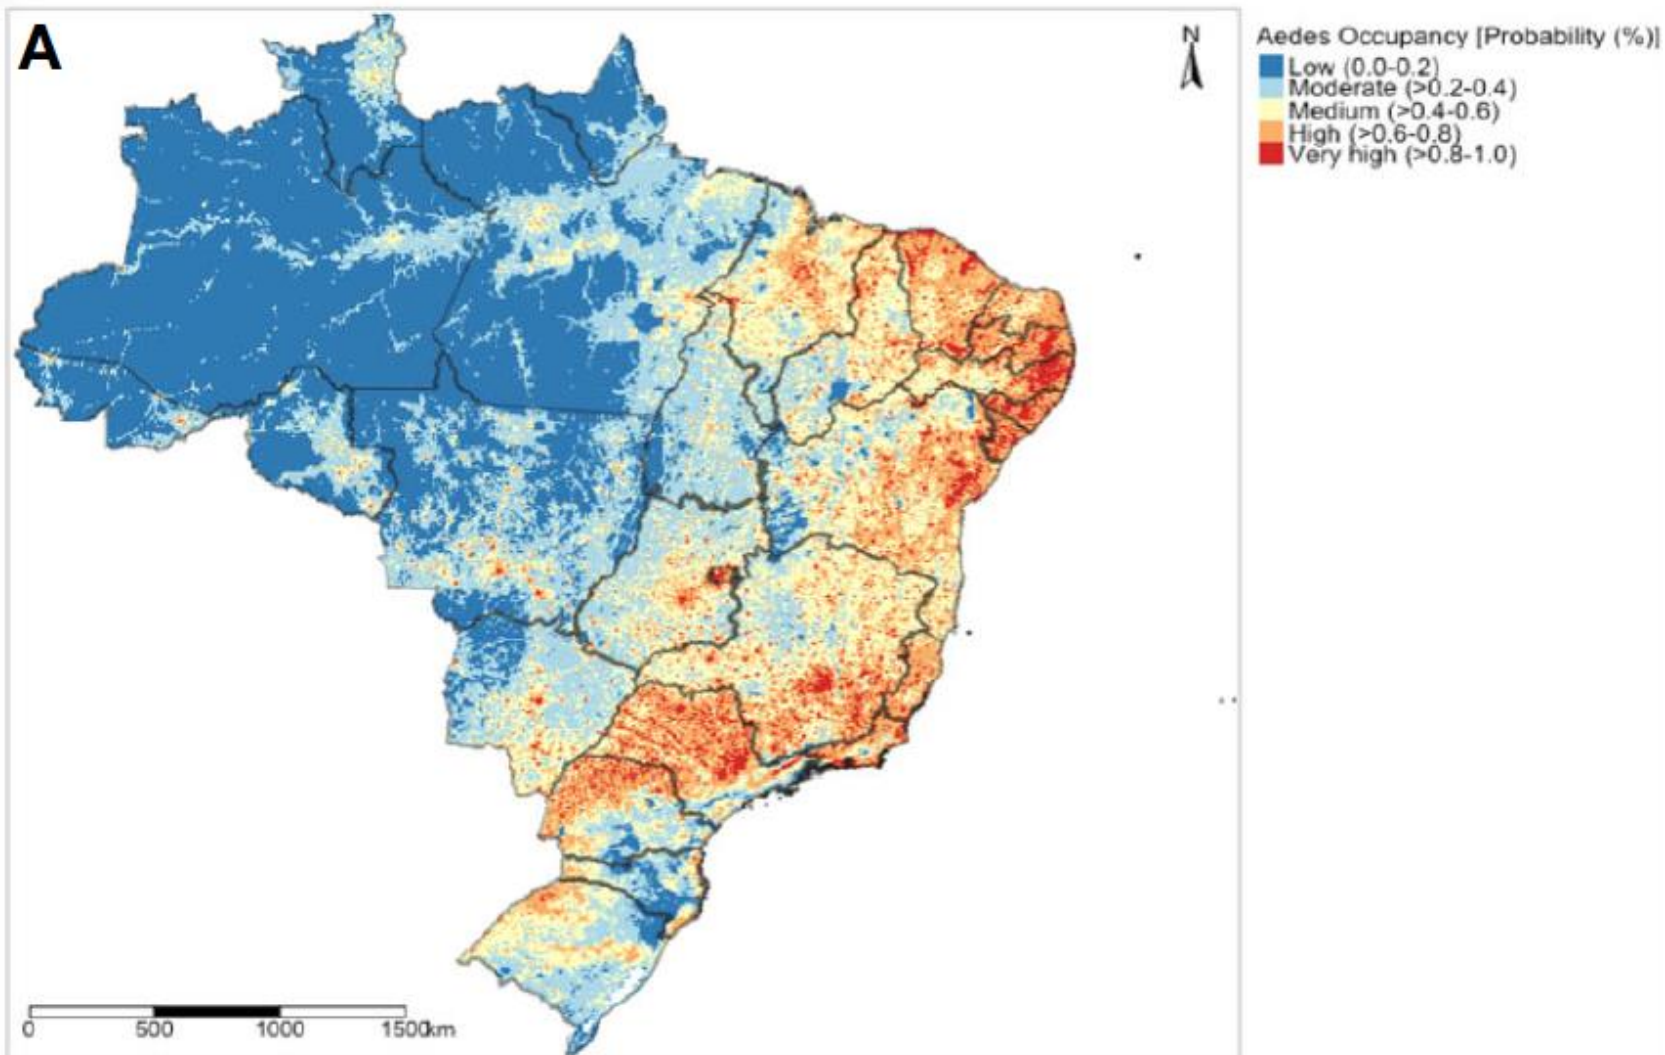 A
N
Aedes Occupancy [Probability (%)]
Low (0.0-0.2)
Moderate (>0.2-0.4)
Medium (>0.4-0.6)
High (>0.6-0.8)
Very high (>0.8-1.0)
0 500 1000 1500km